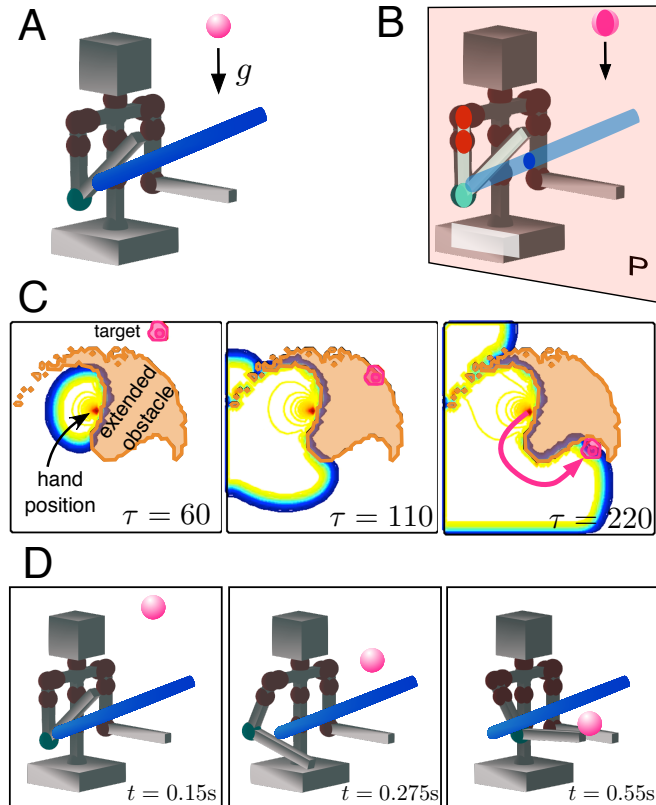 A
g
B
P
C
target
extended
obstacle
hand
position
τ = 60
τ = 110
τ = 220
D
t = 0.15s
t = 0.275s
t = 0.55s